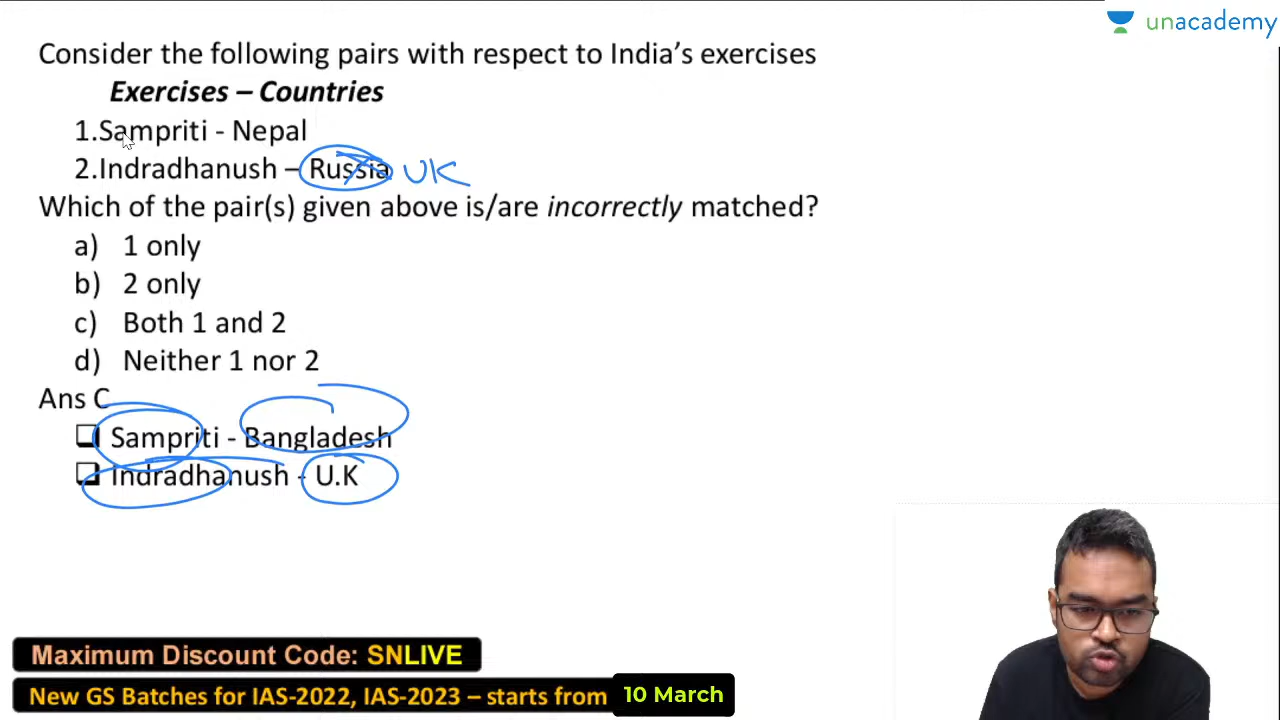 unacademy
Consider the following pairs with respect to India’s exercises
Exercises – Countries
1.Sampriti - Nepal
2.Indradhanush – Russia UK
Which of the pair(s) given above is/are incorrectly matched?
a) 1 only
b) 2 only
c) Both 1 and 2
d) Neither 1 nor 2
Ans C
Sampriti - Bangladesh
Indradhanush - U.K
Maximum Discount Code: SNLIVE
New GS Batches for IAS-2022, IAS-2023 – starts from 10 March